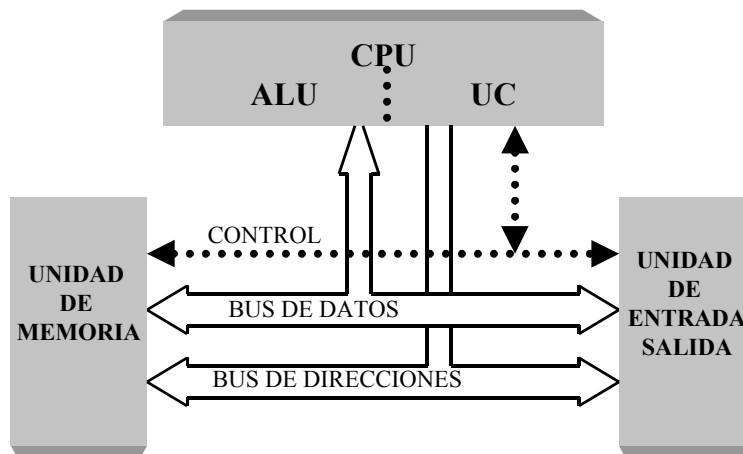 CPU
ALU UC
CONTROL
UNIDAD
DE
MEMORIA
BUS DE DATOS
BUS DE DIRECCIONES
UNIDAD
DE
ENTRADA
SALIDA